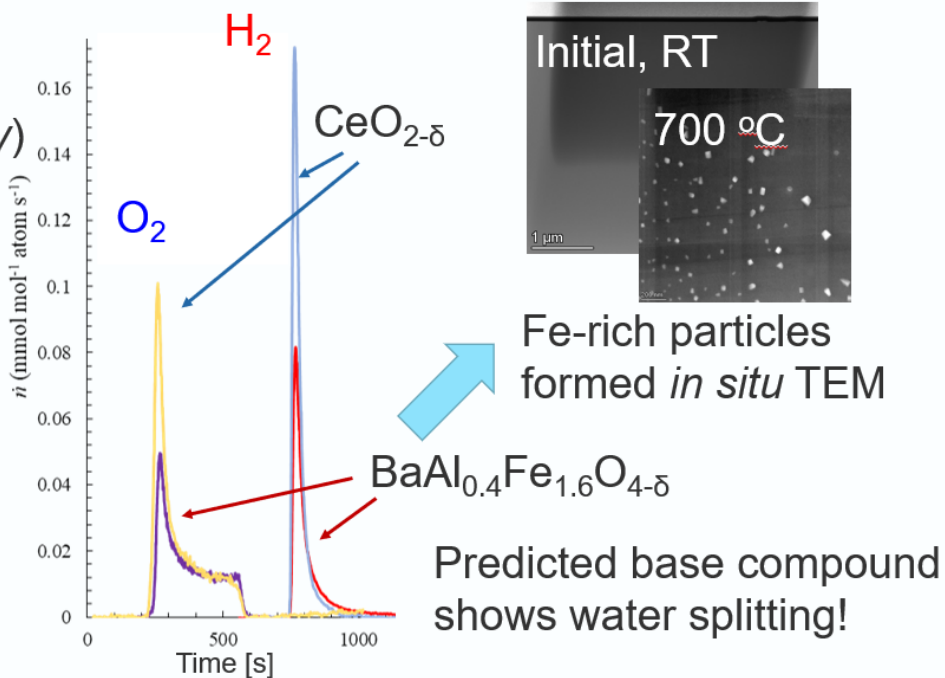 H₂
0.16
0.14
0.12
0.1
0.08
0.06
0.04
0.02
0
ṅ (mmol mol⁻¹ atom s⁻¹)
y)
O₂
CeO₂₋δ
BaAl₀.₄Fe₁.₆O₄₋δ
0
500
1000
Time [s]
Initial, RT
1 μm
700 °C
Fe-rich particles
formed in situ TEM
Predicted base compound
shows water splitting!